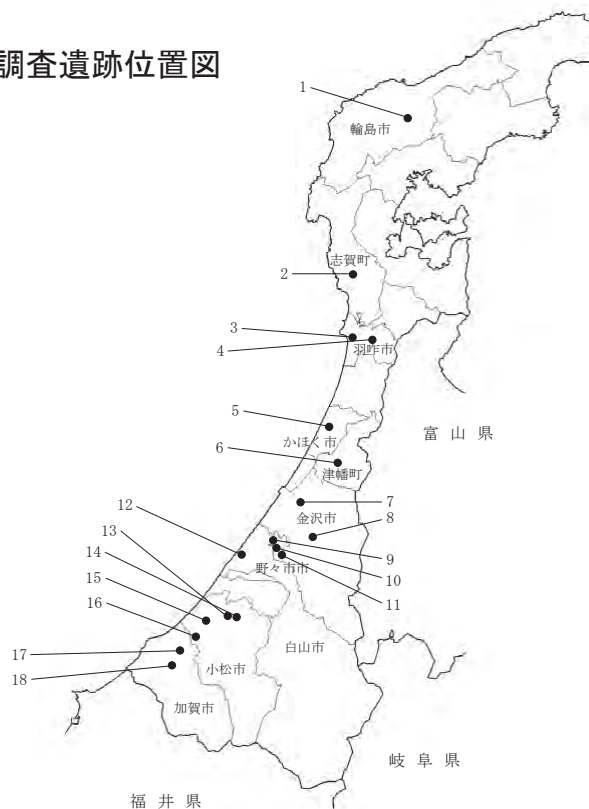 調査遺跡位置図
1
輪島市
志賀町
2
3
4
羽咋市
5
かほく市
富山県
6
津幡町
7
金沢市
8
12
9
13
10
14
野々市市
11
15
16
白山市
17
小松市
18
加賀市
岐阜県
福井県